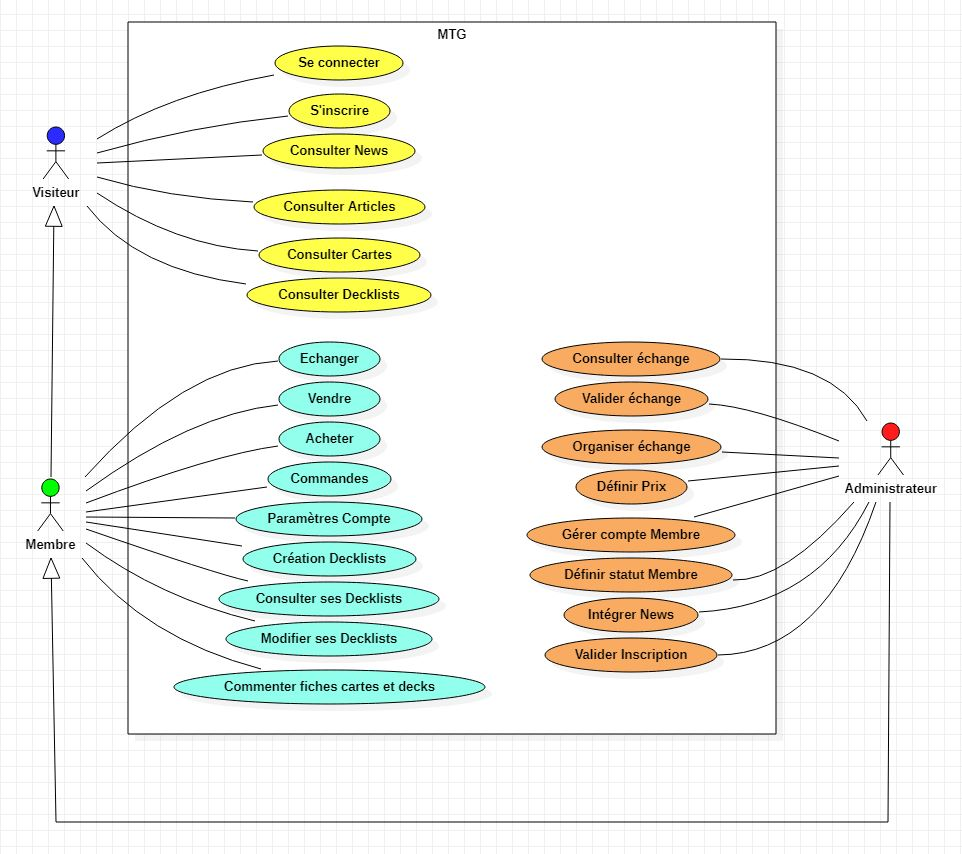 MTG
Se connecter
S'inscrire
Consulter News
Consulter Articles
Consulter Cartes
Consulter Decklists
Visiteur
Echanger
Vendre
Acheter
Commandes
Paramètres Compte
Création Decklists
Consulter ses Decklists
Modifier ses Decklists
Commenter fiches cartes et decks
Membre
Consulter échange
Valider échange
Organiser échange
Définir Prix
Gérer compte Membre
Définir statut Membre
Intégrer News
Valider Inscription
Administrateur